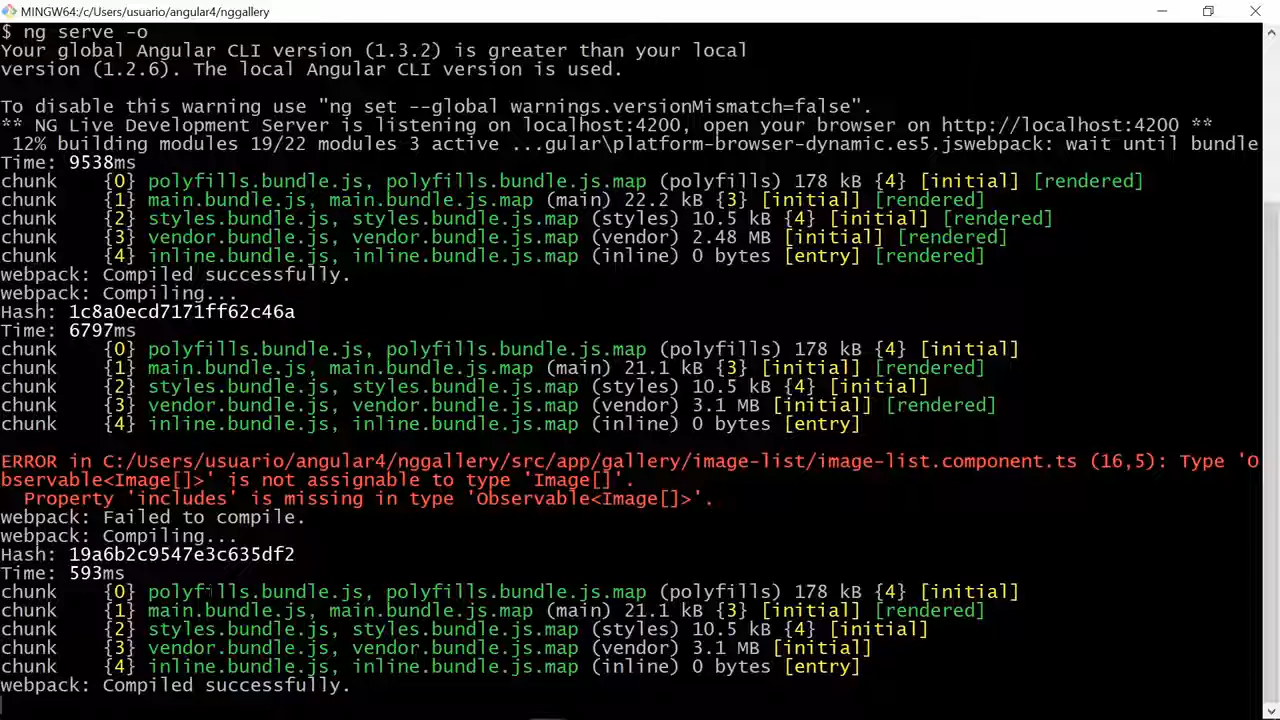 MINGW64:/c/Users/usuario/angular4/nggallery
$ ng serve -o
Your global Angular CLI version (1.3.2) is greater than your local
version (1.2.6). The local Angular CLI version is used.
To disable this warning use "ng set --global warnings.versionMismatch=false".
** NG Live Development Server is listening on localhost:4200, open your browser on http://localhost:4200 **
12% building modules 19/22 modules 3 active ...gular\platform-browser-dynamic.es5.jswebpack: wait until bundle
Time: 9538ms
chunk {0} polyfills.bundle.js, polyfills.bundle.js.map (polyfills) 178 kB {4} [initial] [rendered]
chunk {1} main.bundle.js, main.bundle.js.map (main) 22.2 kB {3} [initial] [rendered]
chunk {2} styles.bundle.js, styles.bundle.js.map (styles) 10.5 kB {4} [initial] [rendered]
chunk {3} vendor.bundle.js, vendor.bundle.js.map (vendor) 2.48 MB [initial] [rendered]
chunk {4} inline.bundle.js, inline.bundle.js.map (inline) 0 bytes [entry] [rendered]
webpack: Compiled successfully.
webpack: Compiling...
Hash: 1c8a0ecd7171ff62c46a
Time: 6797ms
chunk {0} polyfills.bundle.js, polyfills.bundle.js.map (polyfills) 178 kB {4} [initial]
chunk {1} main.bundle.js, main.bundle.js.map (main) 21.1 kB {3} [initial] [rendered]
chunk {2} styles.bundle.js, styles.bundle.js.map (styles) 10.5 kB {4} [initial]
chunk {3} vendor.bundle.js, vendor.bundle.js.map (vendor) 3.1 MB [initial] [rendered]
chunk {4} inline.bundle.js, inline.bundle.js.map (inline) 0 bytes [entry]
ERROR in C:/Users/usuario/angular4/nggallery/src/app/gallery/image-list/image-list.component.ts (16,5): Type 'O
bservable<Image[]>' is not assignable to type 'Image[]'.
Property 'includes' is missing in type 'Observable<Image[]>'.
webpack: Failed to compile.
webpack: Compiling...
Hash: 19a6b2c9547e3c635df2
Time: 593ms
chunk {0} polyfills.bundle.js, polyfills.bundle.js.map (polyfills) 178 kB {4} [initial]
chunk {1} main.bundle.js, main.bundle.js.map (main) 21.1 kB {3} [initial] [rendered]
chunk {2} styles.bundle.js, styles.bundle.js.map (styles) 10.5 kB {4} [initial]
chunk {3} vendor.bundle.js, vendor.bundle.js.map (vendor) 3.1 MB [initial]
chunk {4} inline.bundle.js, inline.bundle.js.map (inline) 0 bytes [entry]
webpack: Compiled successfully.